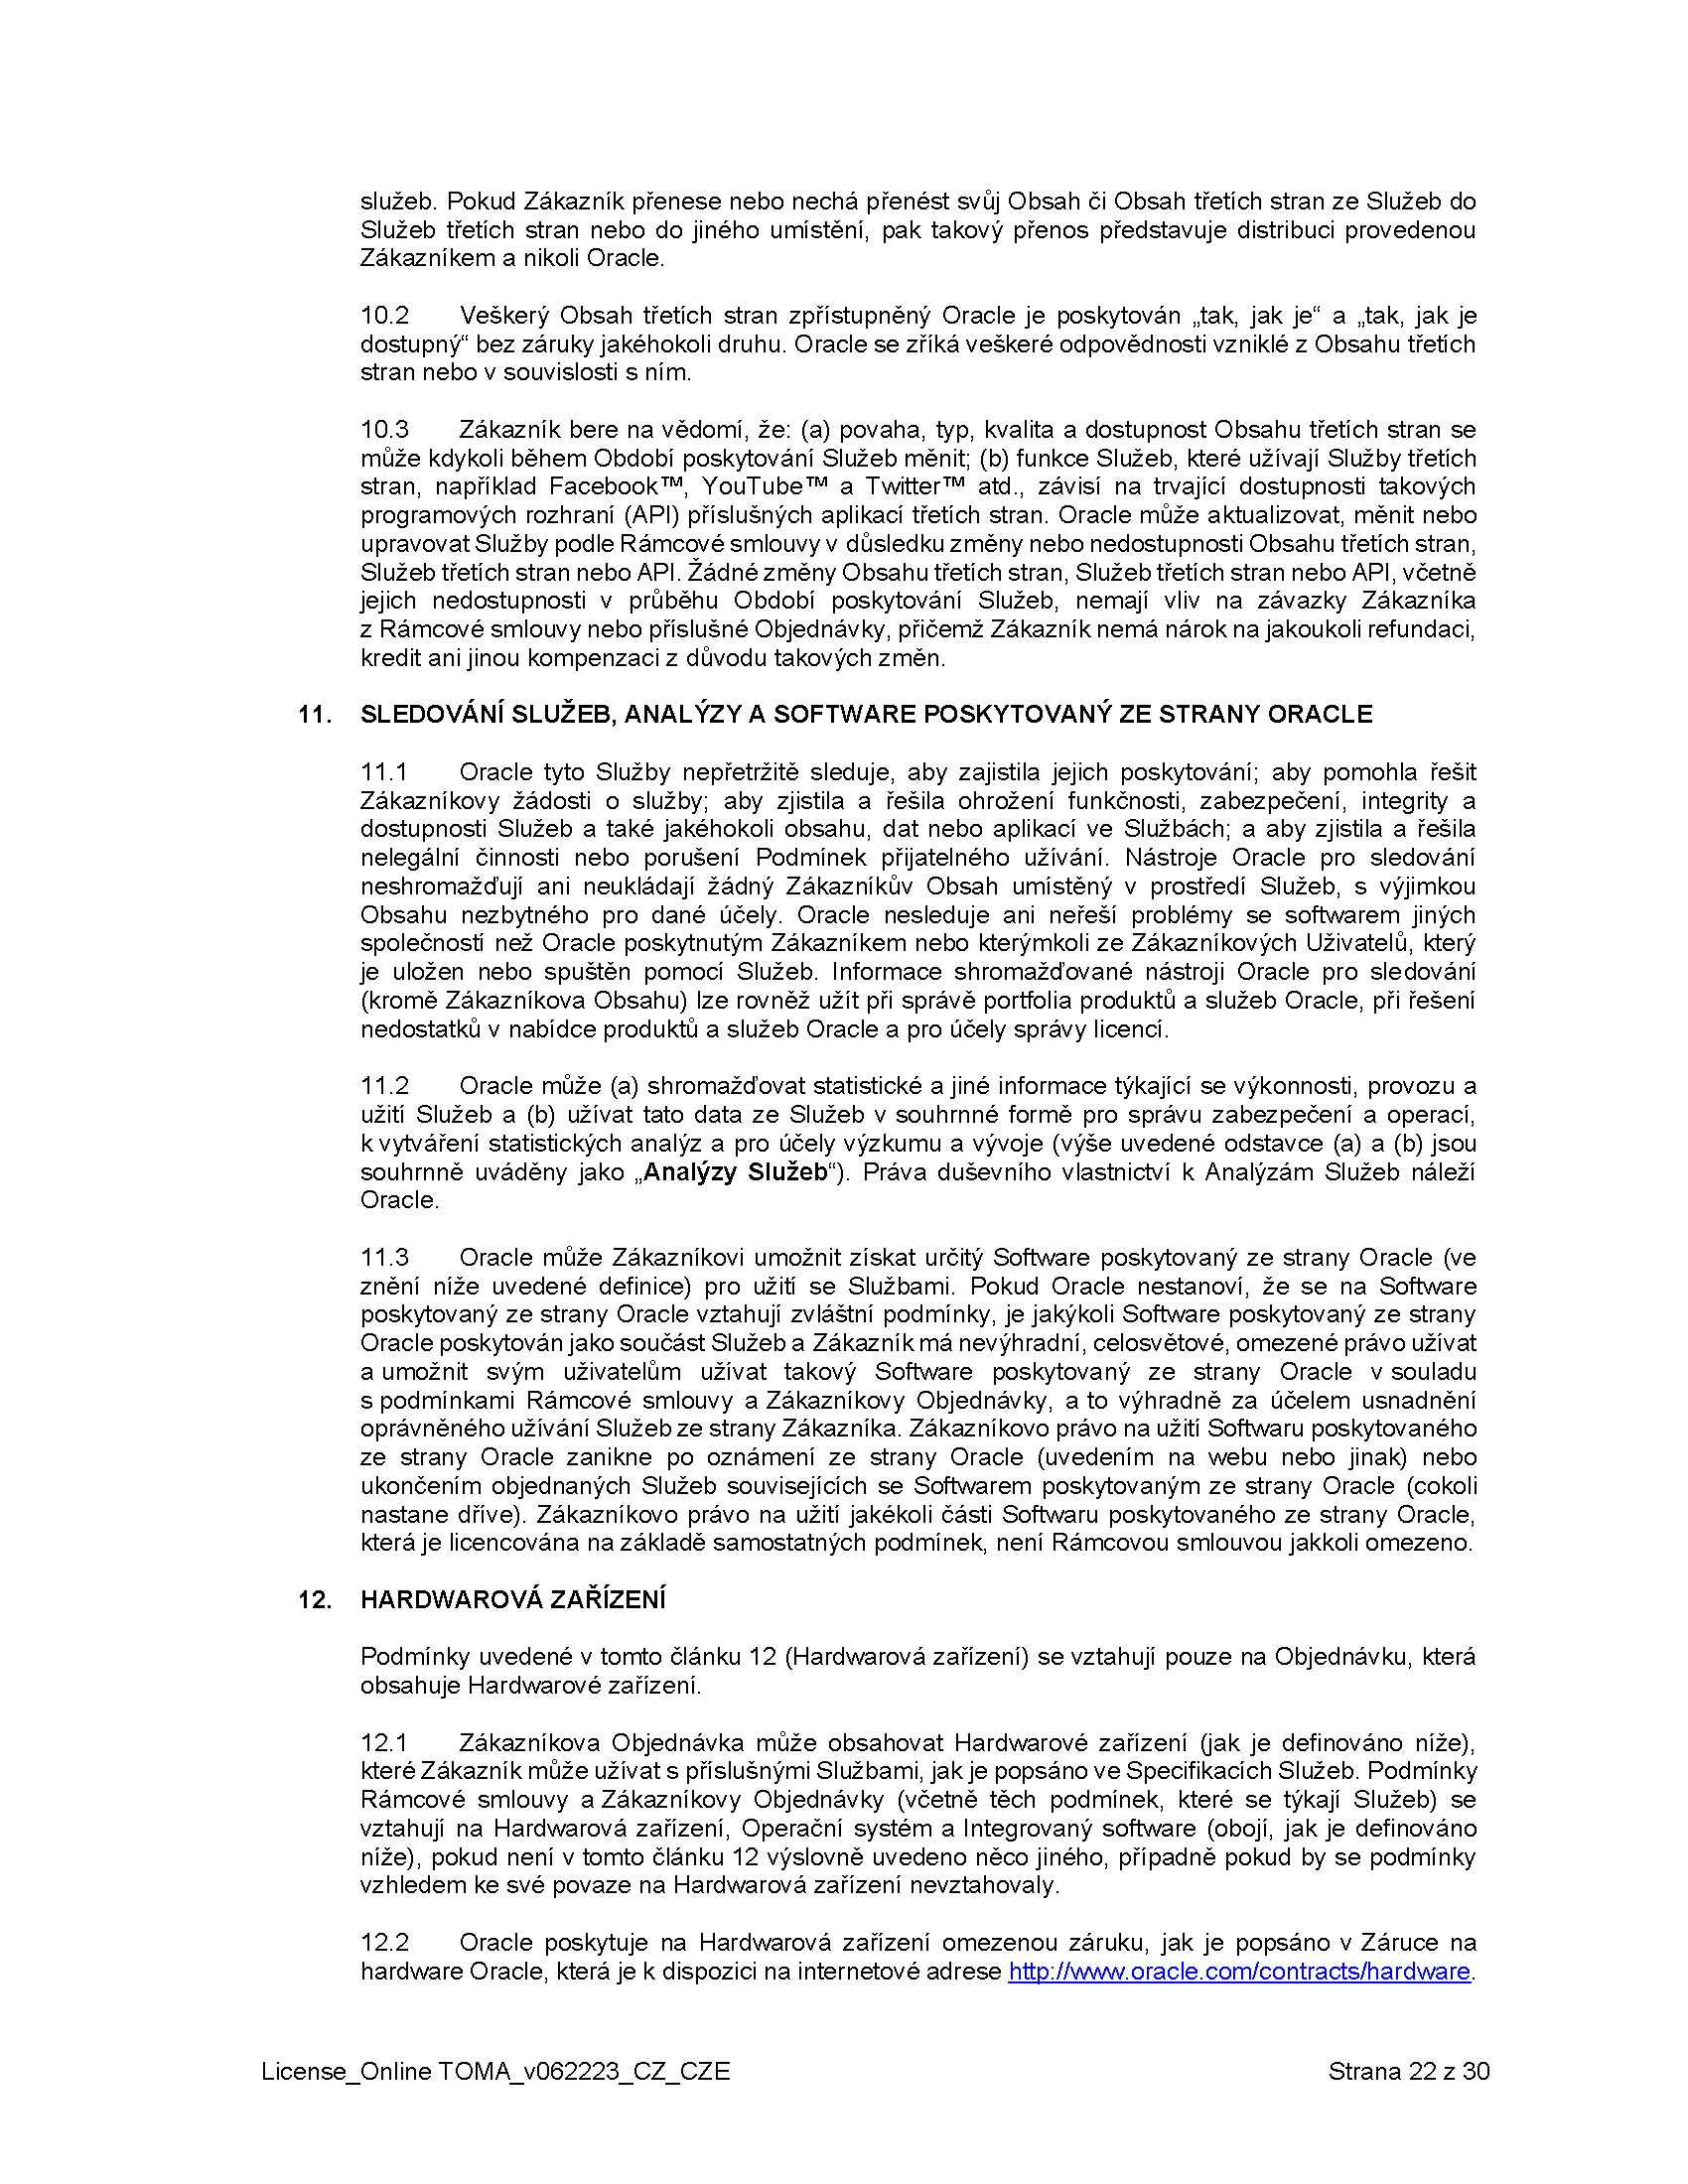 služeb. Pokud Zákazník přenese nebo nechá přenést svůj Obsah či Obsah třetích stran ze Služeb do
Služeb třetích stran nebo do jiného umístění, pak takový přenos představuje distribuci provedenou
Zákazníkem a nikoli Oracle.
10.2 Veškerý Obsah třetích stran zpřístupněný Oracle je poskytován „tak, jak je“ a „tak, jak je
dostupný“ bez záruky jakéhokoli druhu. Oracle se zříká veškeré odpovědnosti vzniklé z Obsahu třetích
stran nebo v souvislosti s ním.
10.3 Zákazník bere na vědomí, že: (a) povaha, typ, kvalita a dostupnost Obsahu třetích stran se
může kdykoli během Období poskytování Služeb měnit; (b) funkce Služeb, které užívají Služby třetích
stran, například Facebook™, YouTube™ a Twitter™ atd., závisí na trvající dostupnosti takových
programových rozhraní (API) příslušných aplikací třetích stran. Oracle může aktualizovat, měnit nebo
upravovat Služby podle Rámcové smlouvy v důsledku změny nebo nedostupnosti Obsahu třetích stran,
Služeb třetích stran nebo API. Žádné změny Obsahu třetích stran, Služeb třetích stran nebo API, včetně
jejich nedostupnosti v průběhu Období poskytování Služeb, nemají vliv na závazky Zákazníka
z Rámcové smlouvy nebo příslušné Objednávky, přičemž Zákazník nemá nárok na jakoukoli refundaci,
kredit ani jinou kompenzaci z důvodu takových změn.
11. SLEDOVÁNÍ SLUŽEB, ANALÝZY A SOFTWARE POSKYTOVANÝ ZE STRANY ORACLE
11.1 Oracle tyto Služby nepřetržitě sleduje, aby zajistila jejich poskytování; aby pomohla řešit
Zákazníkovy žádosti o služby; aby zjistila a řešila ohrožení funkčnosti, zabezpečení, integrity a
dostupnosti Služeb a také jakéhokoli obsahu, dat nebo aplikací ve Službách; a aby zjistila a řešila
nelegální činnosti nebo porušení Podmínek přijatelného užívání. Nástroje Oracle pro sledování
neshromažďují ani neukládají žádný Zákazníkův Obsah umístěný v prostředí Služeb, s výjimkou
Obsahu nezbytného pro dané účely. Oracle nesleduje ani neřeší problémy se softwarem jiných
společností než Oracle poskytnutým Zákazníkem nebo kterýmkoli ze Zákazníkových Uživatelů, který
je uložen nebo spuštěn pomocí Služeb. Informace shromažďované nástroji Oracle pro sledování
(kromě Zákazníkova Obsahu) lze rovněž užít při správě portfolia produktů a služeb Oracle, při řešení
nedostatků v nabídce produktů a služeb Oracle a pro účely správy licencí.
11.2 Oracle může (a) shromažďovat statistické a jiné informace týkající se výkonnosti, provozu a
užití Služeb a (b) užívat tato data ze Služeb v souhrnné formě pro správu zabezpečení a operací,
k vytváření statistických analýz a pro účely výzkumu a vývoje (výše uvedené odstavce (a) a (b) jsou
souhrnně uváděny jako „Analýzy Služeb“). Práva duševního vlastnictví k Analýzám Služeb náleží
Oracle.
11.3 Oracle může Zákazníkovi umožnit získat určitý Software poskytovaný ze strany Oracle (ve
znění níže uvedené definice) pro užití se Službami. Pokud Oracle nestanoví, že se na Software
poskytovaný ze strany Oracle vztahují zvláštní podmínky, je jakýkoli Software poskytovaný ze strany
Oracle poskytován jako součást Služeb a Zákazník má nevýhradní, celosvětové, omezené právo užívat
a umožnit svým uživatelům užívat takový Software poskytovaný ze strany Oracle v souladu
s podmínkami Rámcové smlouvy a Zákazníkovy Objednávky, a to výhradně za účelem usnadnění
oprávněného užívání Služeb ze strany Zákazníka. Zákazníkovo právo na užití Softwaru poskytovaného
ze strany Oracle zanikne po oznámení ze strany Oracle (uvedením na webu nebo jinak) nebo
ukončením objednaných Služeb souvisejících se Softwarem poskytovaným ze strany Oracle (cokoli
nastane dříve). Zákazníkovo právo na užití jakékoli části Softwaru poskytovaného ze strany Oracle,
která je licencována na základě samostatných podmínek, není Rámcovou smlouvou jakkoli omezeno.
12. HARDWAROVÁ ZAŘÍZENÍ
Podmínky uvedené v tomto článku 12 (Hardwarová zařízení) se vztahují pouze na Objednávku, která
obsahuje Hardwarové zařízení.
12.1 Zákazníkova Objednávka může obsahovat Hardwarové zařízení (jak je definováno níže),
které Zákazník může užívat s příslušnými Službami, jak je popsáno ve Specifikacích Služeb. Podmínky
Rámcové smlouvy a Zákazníkovy Objednávky (včetně těch podmínek, které se týkají Služeb) se
vztahují na Hardwarová zařízení, Operační systém a Integrovaný software (obojí, jak je definováno
níže), pokud není v tomto článku 12 výslovně uvedeno něco jiného, případně pokud by se podmínky
vzhledem ke své povaze na Hardwarová zařízení nevztahovaly.
12.2 Oracle poskytuje na Hardwarová zařízení omezenou záruku, jak je popsáno v Záruce na
hardware Oracle, která je k dispozici na internetové adrese http://www.oracle.com/contracts/hardware.
License_Online TOMA_v062223_CZ_CZE Strana 22 z 30